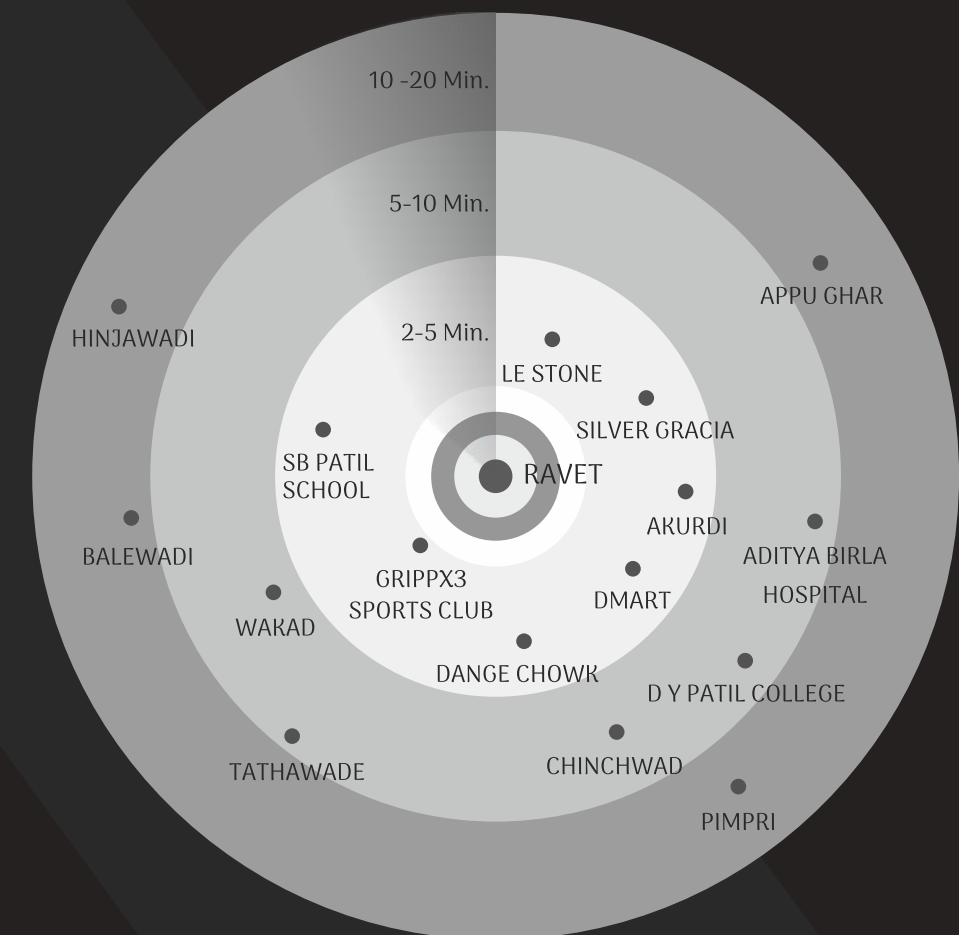 10 -20 Min.
5-10 Min.
2-5 Min.
APPU GHAR
HINJAWADI
LE STONE
SILVER GRACIA
SB PATIL
SCHOOL
RAVET
AKURDI
BALEWADI
ADITYA BIRLA
HOSPITAL
GRIPPX3
SPORTS CLUB
DMART
WAKAD
DANGE CHOWK
D Y PATIL COLLEGE
TATHAWADE
CHINCHWAD
PIMPRI